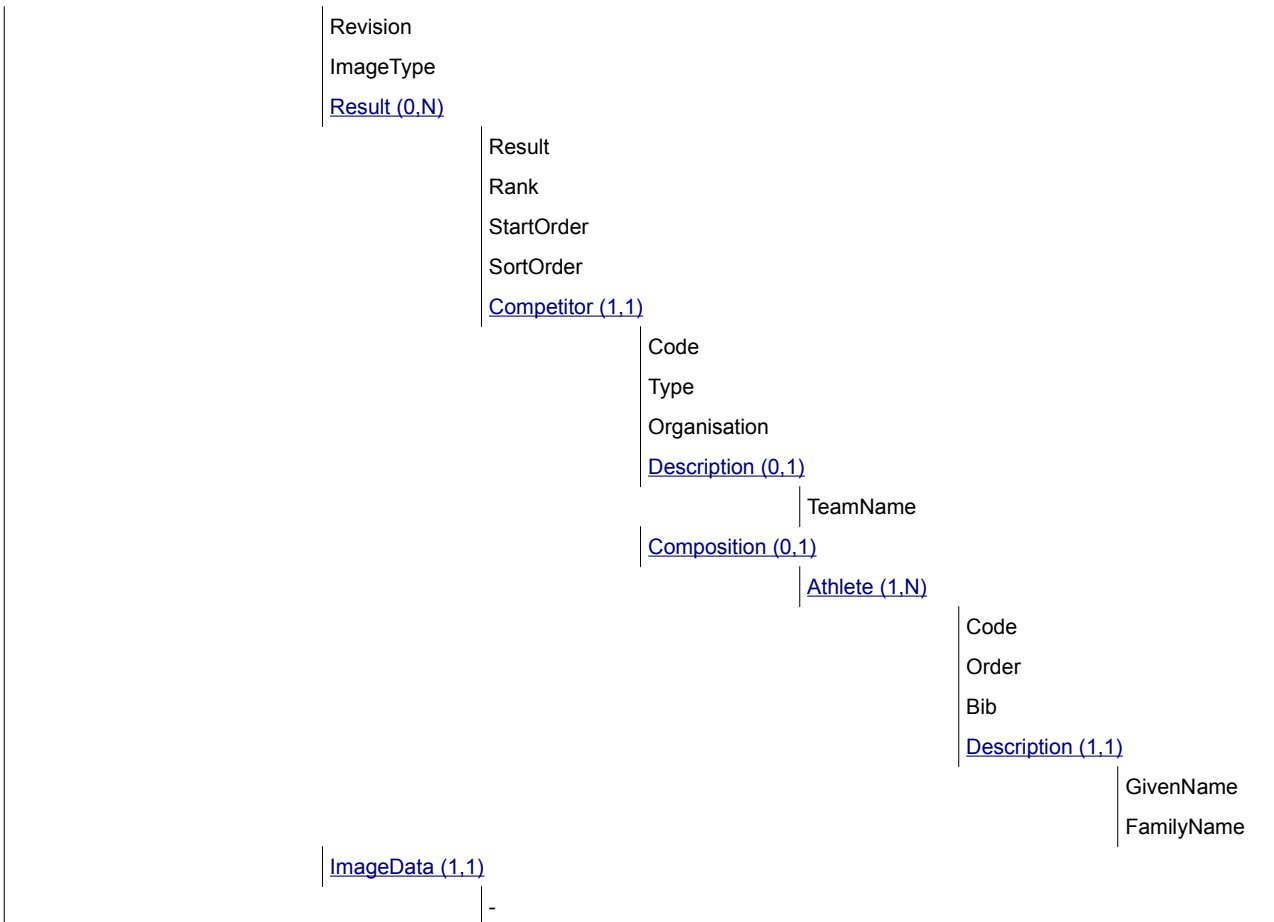 Revision
ImageType
Result (0,N)
Result
Rank
StartOrder
SortOrder
Competitor (1,1)
Code
Type
Organisation
Description (0,1)
TeamName
Composition (0,1)
Athlete (1,N)
Code
Order
Bib
Description (1,1)
GivenName
FamilyName
ImageData (1,1)
-